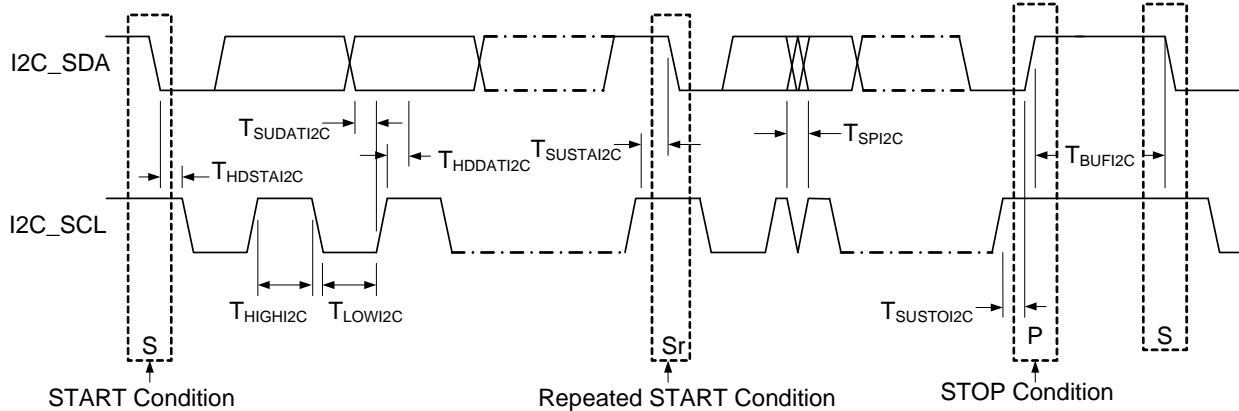 I2C_SDA
T_SUDATI2C
T_HDSTAI2C
T_HDDATI2C
T_SUSTAI2C
T_SPI2C
T_BUFI2C
I2C_SCL
T_HIGHI2C
T_LOWI2C
T_SUSTOI2C
S
Sr
P
S
START Condition
Repeated START Condition
STOP Condition